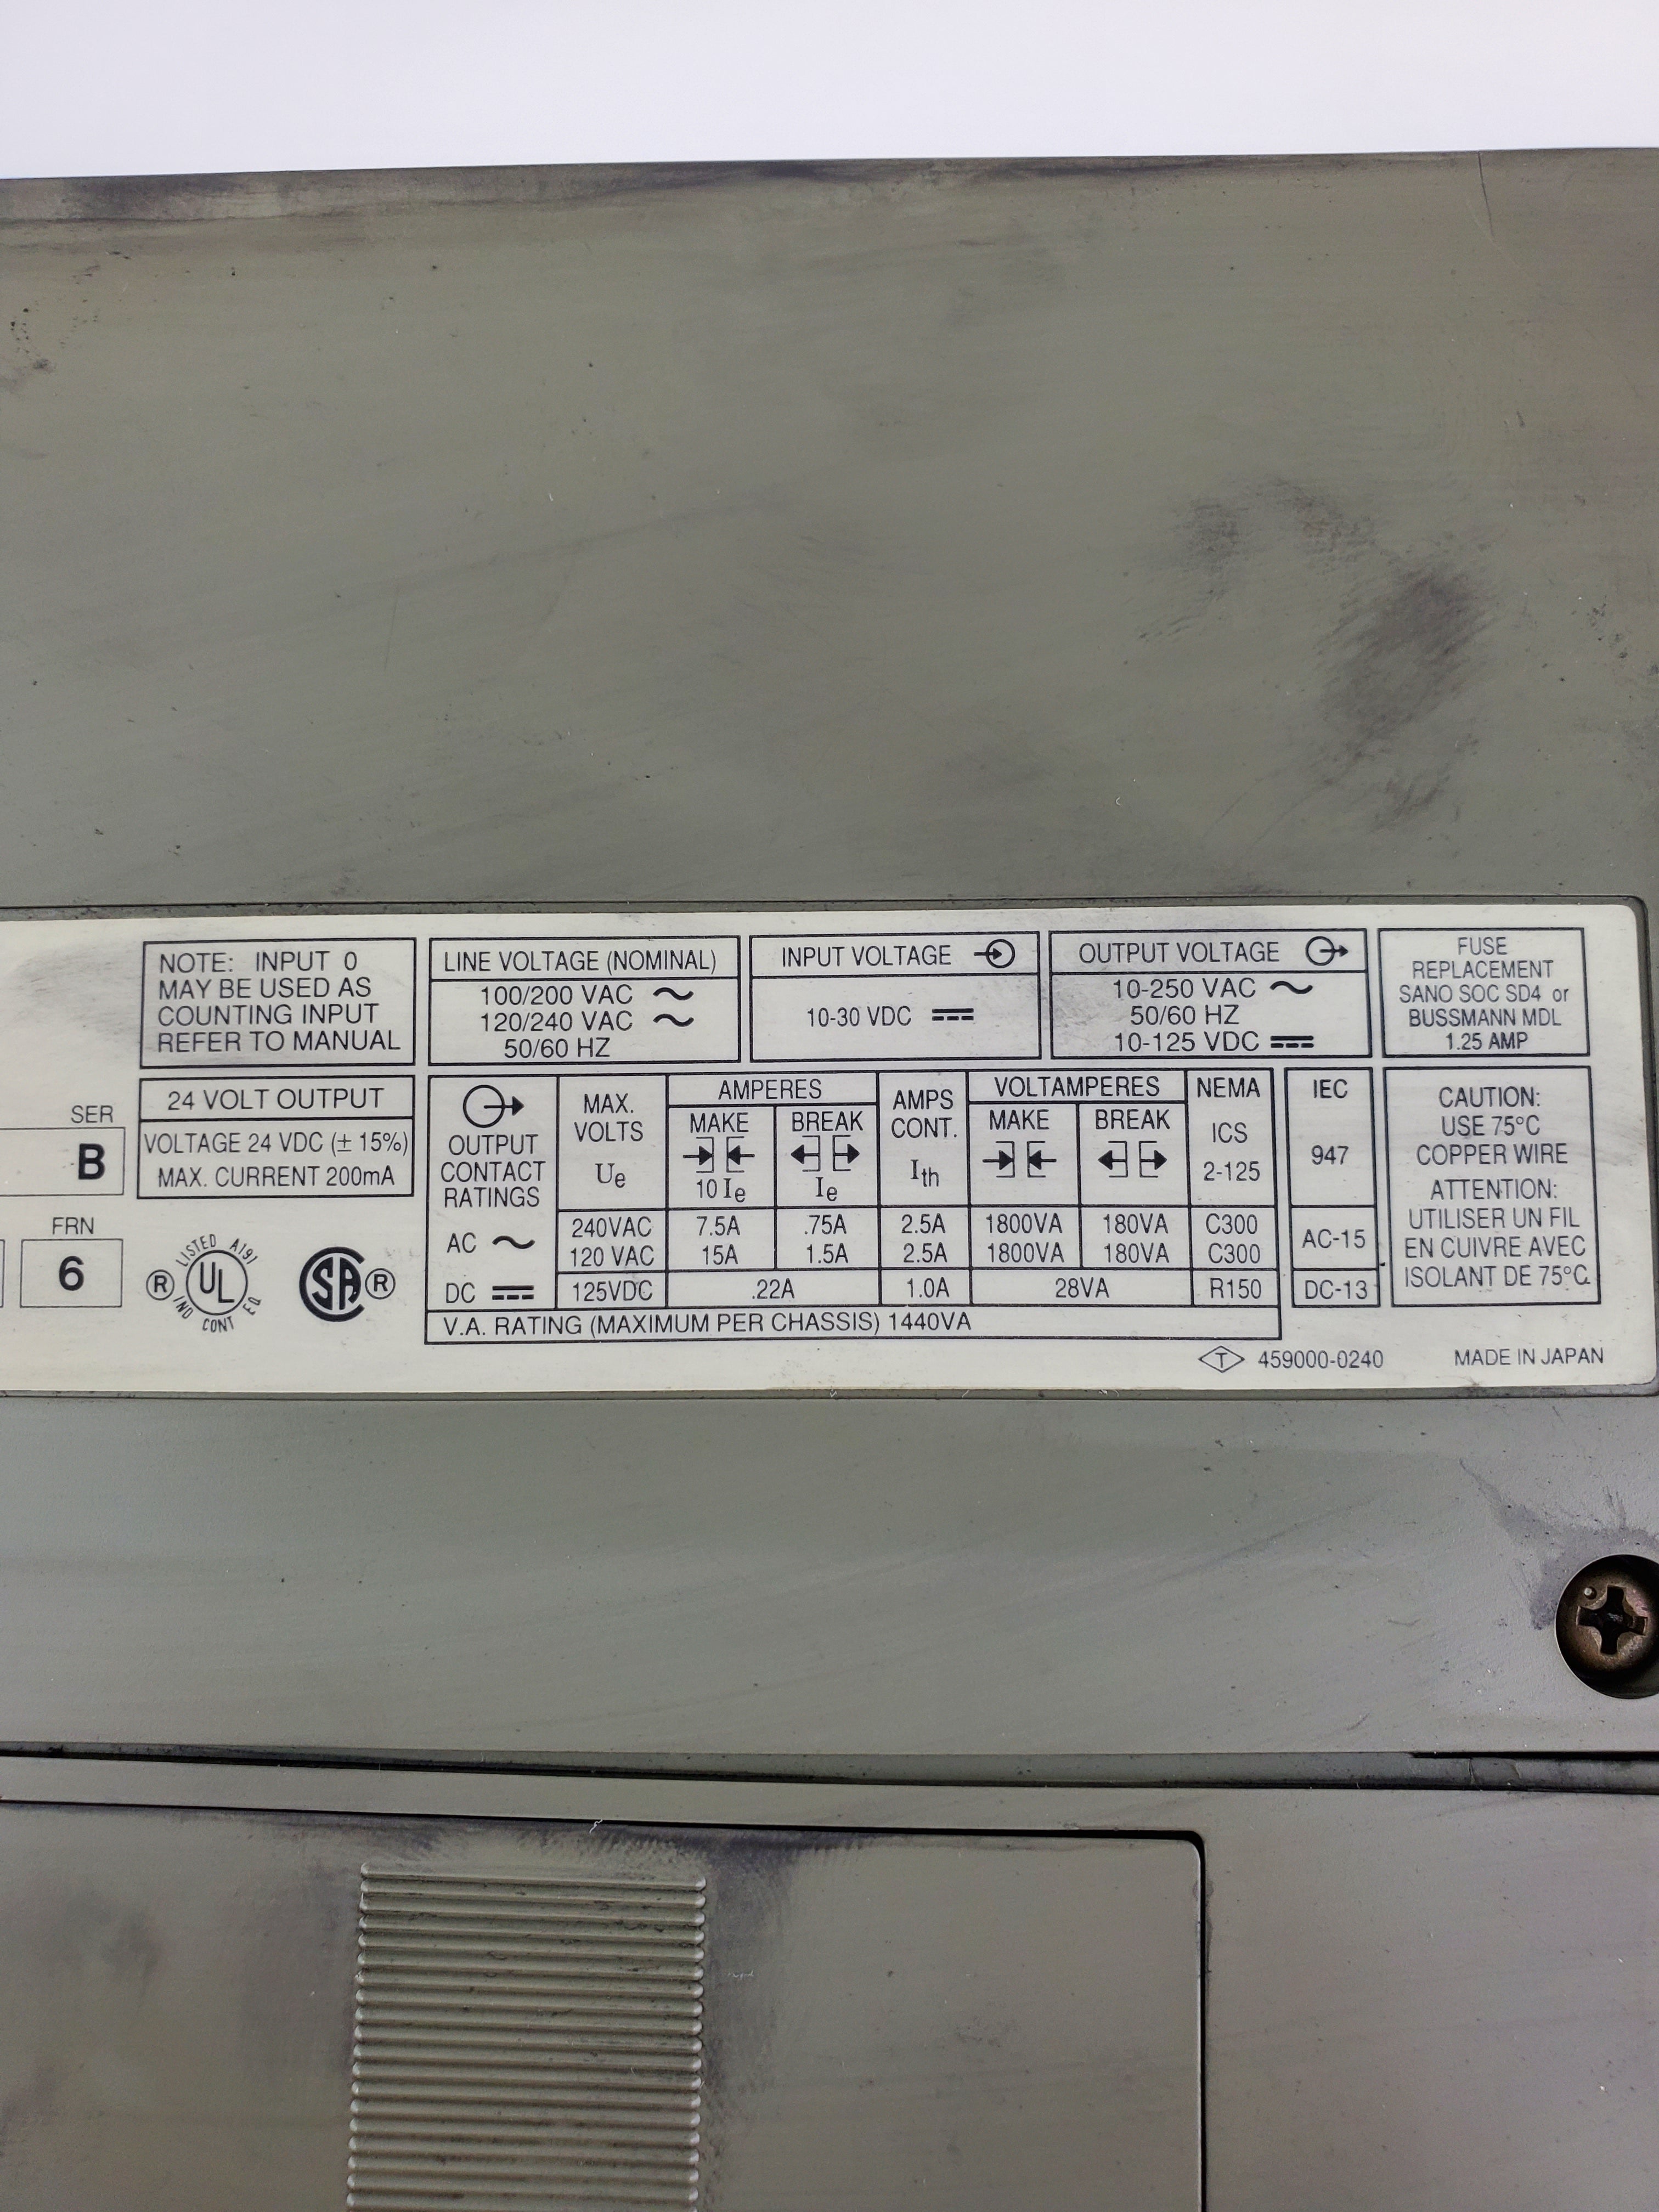 NOTE: INPUT 0
MAY BE USED AS
COUNTING INPUT
REFER TO MANUAL
LINE VOLTAGE (NOMINAL)
100/200 VAC
120/240 VAC
50/60 HZ
INPUT VOLTAGE
10-30 VDC
OUTPUT VOLTAGE
10-250 VAC
50/60 HZ
10-125 VDC
FUSE
REPLACEMENT
SANO SOC SD4 or
BUSSMANN MDL
1.25 AMP
SER
B
FRN
6
24 VOLT OUTPUT
VOLTAGE 24 VDC (± 15%)
MAX. CURRENT 200mA
® LISTED A191 UL IND CONT EQ
SA ®
OUTPUT
CONTACT
RATINGS
MAX.
VOLTS
Ue
AMPERES
MAKE
10 Ie
BREAK
Ie
AMPS
CONT.
Ith
VOLTAMPERES
MAKE
BREAK
NEMA
ICS
2-125
IEC
947
AC 240VAC 7.5A .75A 2.5A 1800VA 180VA C300 AC-15
120 VAC 15A 1.5A 2.5A 1800VA 180VA C300
DC 125VDC .22A 1.0A 28VA R150 DC-13
V.A. RATING (MAXIMUM PER CHASSIS) 1440VA
CAUTION:
USE 75°C
COPPER WIRE
ATTENTION:
UTILISER UN FIL
EN CUIVRE AVEC
ISOLANT DE 75°C.
T 459000-0240 MADE IN JAPAN